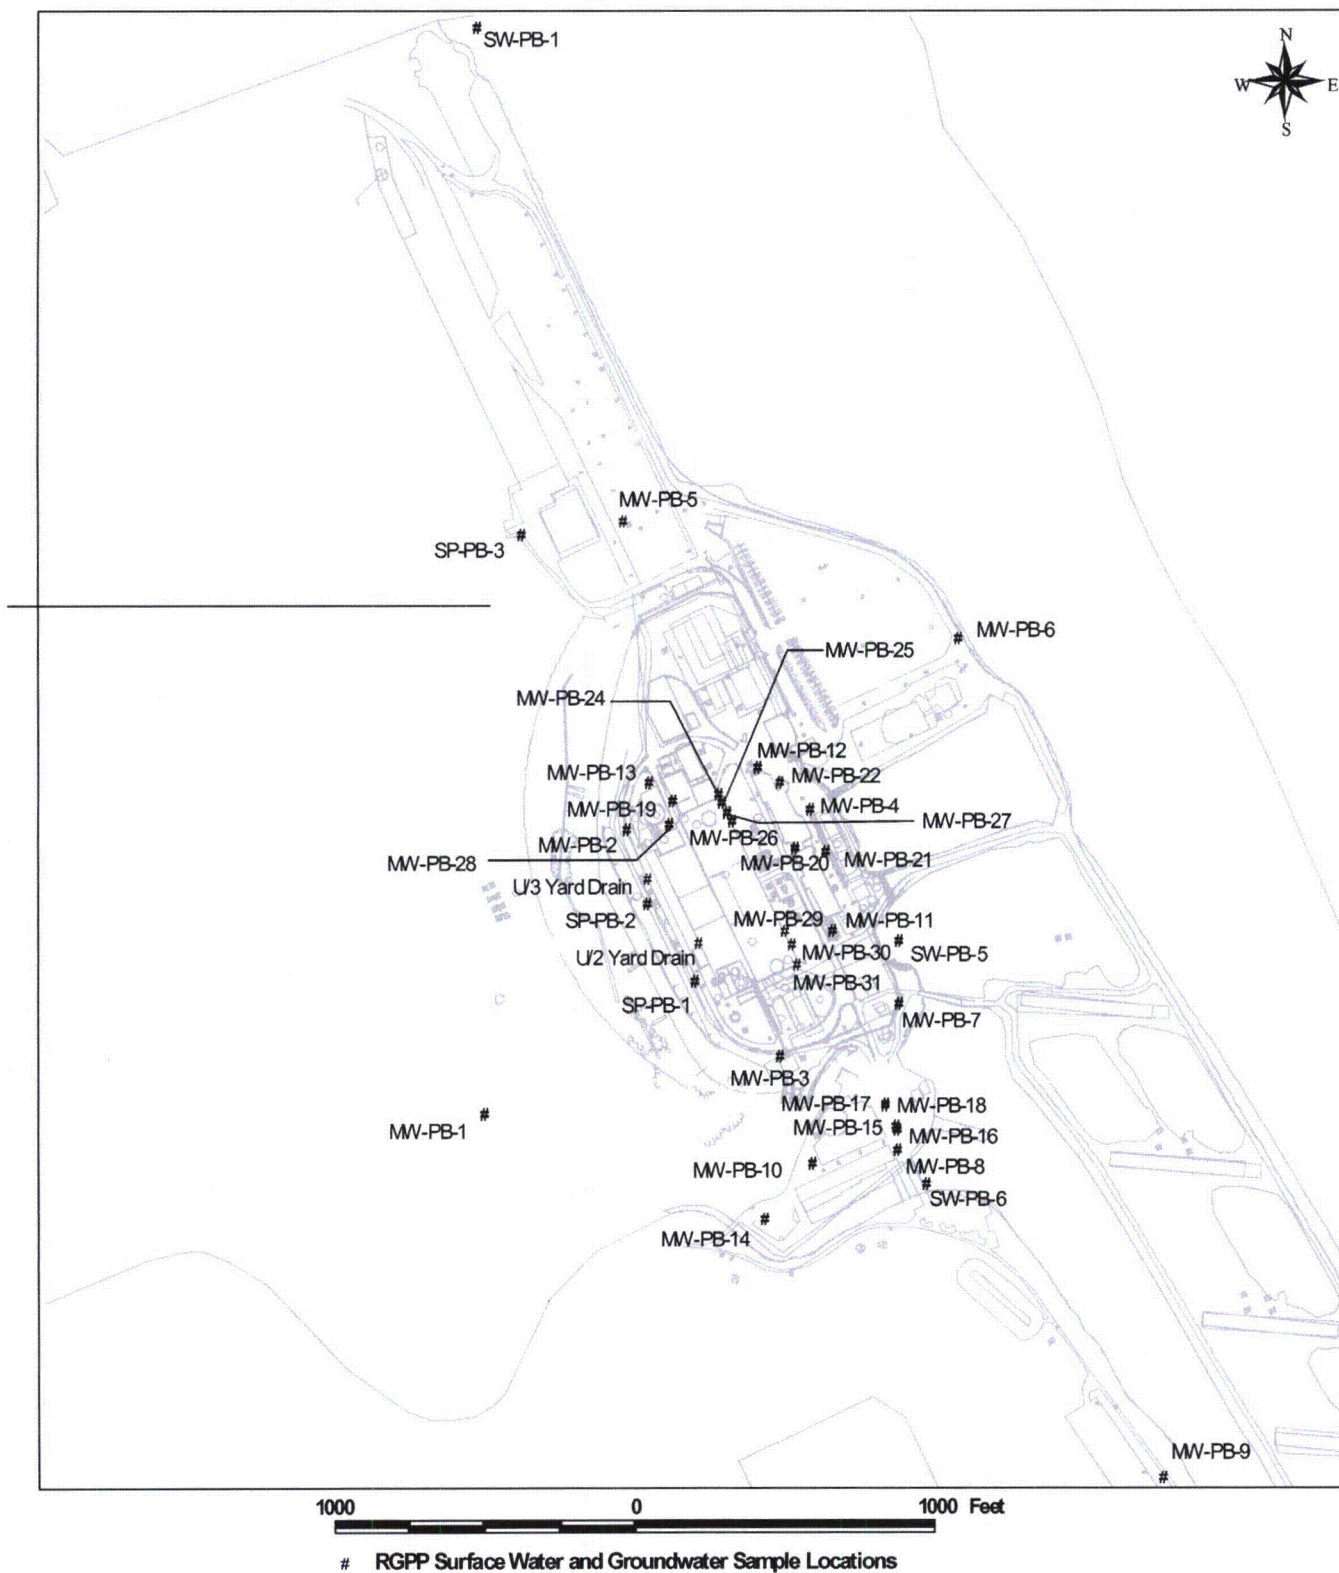 SW-PB-1
N
W
E
S
MW-PB-5
SP-PB-3
MW-PB-6
MW-PB-25
MW-PB-24
MW-PB-12
MW-PB-13
MW-PB-22
MW-PB-19
MW-PB-4
MW-PB-27
MW-PB-26
MW-PB-2
MW-PB-28
MW-PB-20
MW-PB-21
U/3 Yard Drain
SP-PB-2
MW-PB-29
MW-PB-11
U/2 Yard Drain
MW-PB-30
SW-PB-5
MW-PB-31
SP-PB-1
MW-PB-7
MW-PB-3
MW-PB-17
MW-PB-18
MW-PB-1
MW-PB-15
MW-PB-16
MW-PB-10
MW-PB-8
SW-PB-6
MW-PB-14
MW-PB-9
1000 0 1000 Feet
# RGPP Surface Water and Groundwater Sample Locations